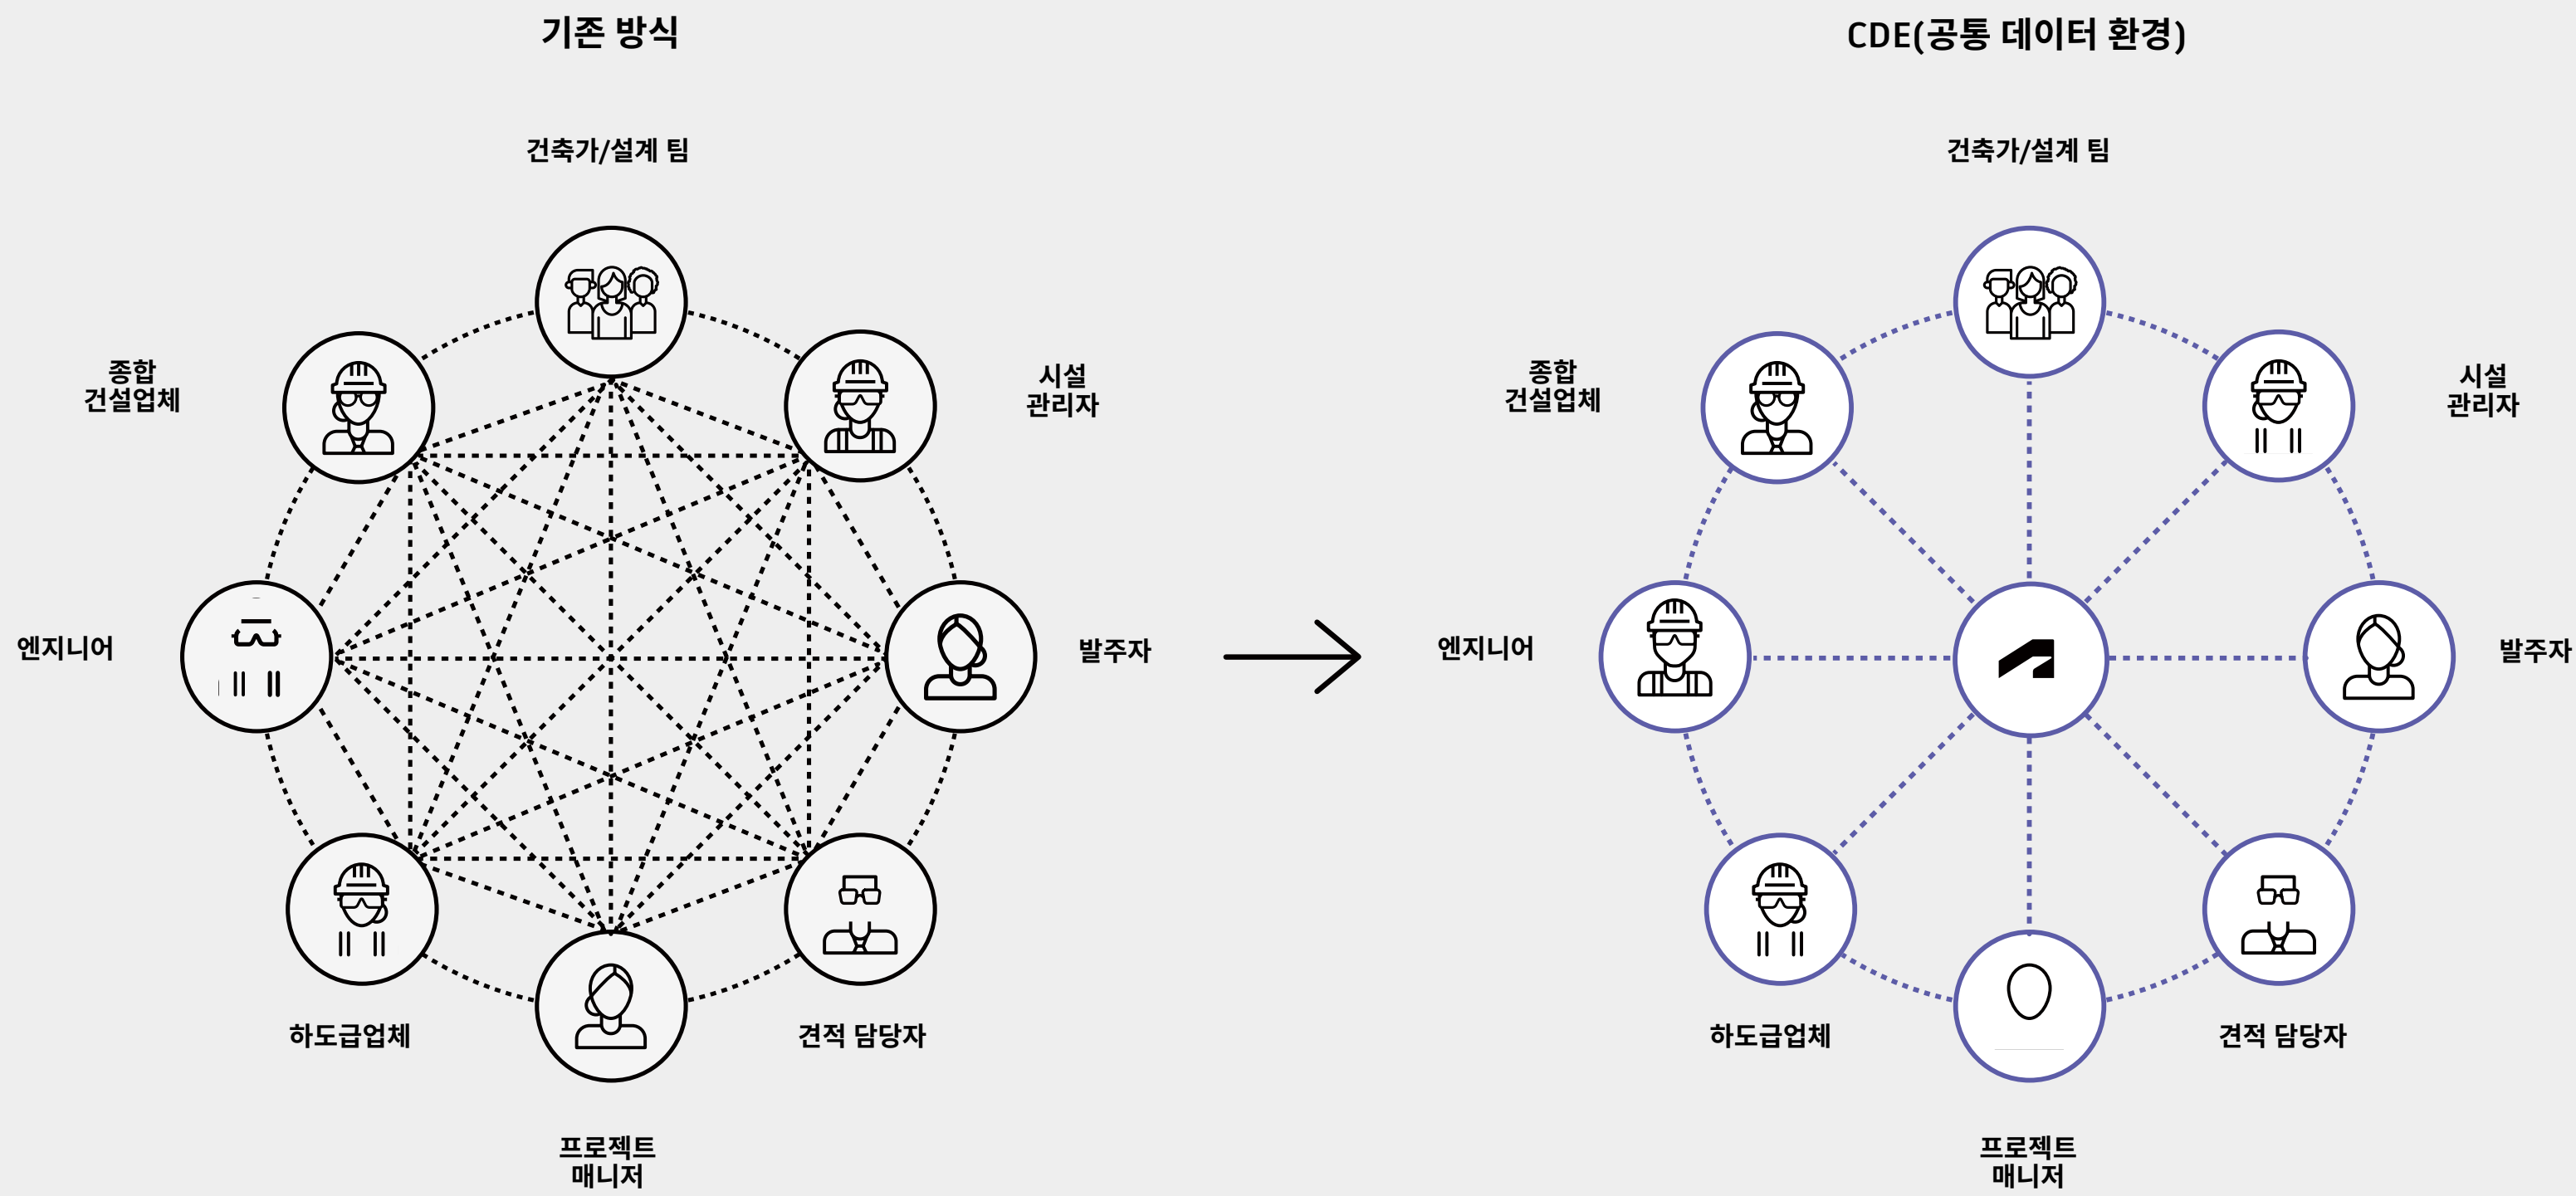 기존 방식
건축가/설계 팀
종합
건설업체
시설
관리자
엔지니어
발주자
하도급업체
견적 담당자
프로젝트
매니저
CDE(공통 데이터 환경)
건축가/설계 팀
종합
건설업체
시설
관리자
엔지니어
발주자
하도급업체
견적 담당자
프로젝트
매니저